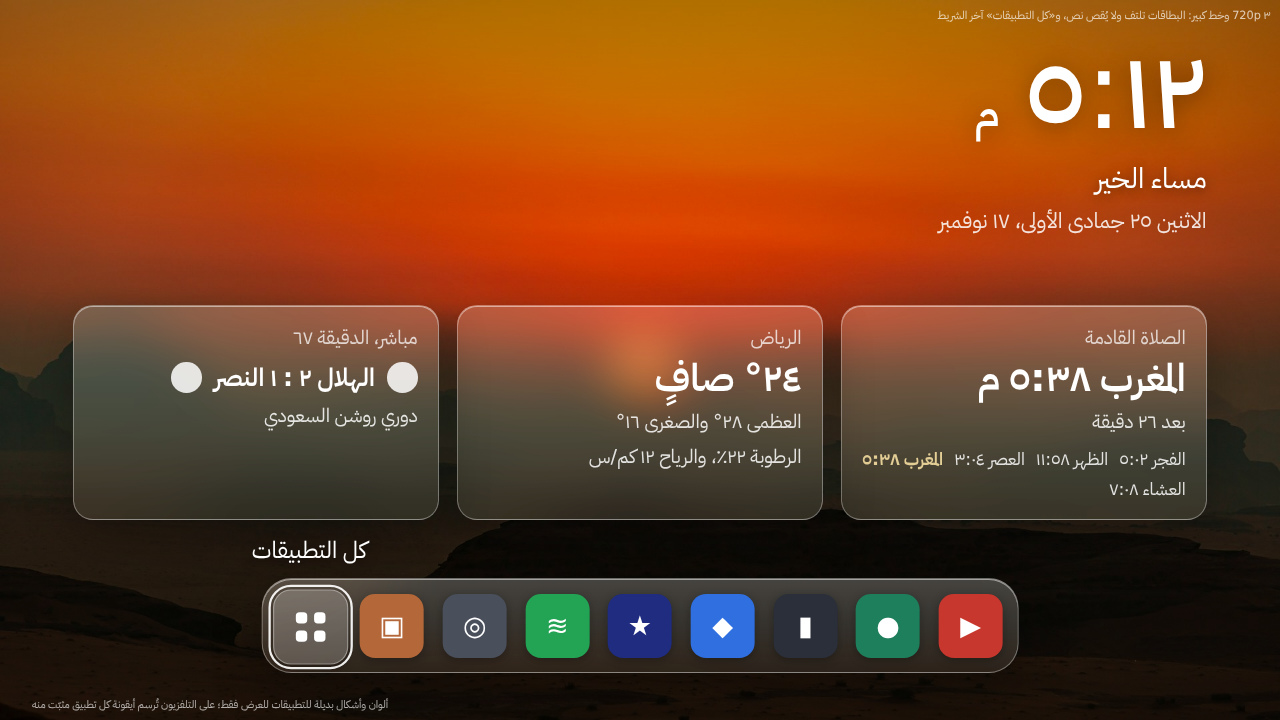 ٣ 720p وخط كبير: البطاقات تلتف ولا يُقص نص، و«كل التطبيقات» آخر الشريط
٥:١٢ م
مساء الخير
الاثنين ٢٥ جمادى الأولى، ١٧ نوفمبر
الصلاة القادمة
المغرب ٥:٣٨ م
بعد ٢٦ دقيقة
الفجر ٥:٠٢ الظهر ١١:٥٨ العصر ٣:٠٤ المغرب ٥:٣٨
العشاء ٧:٠٨
الرياض
٢٤° صافٍ
العظمى ٢٨° والصغرى ١٦°
الرطوبة ٢٢٪، والرياح ١٢ كم/س
مباشر، الدقيقة ٦٧
الهلال ٢ : ١ النصر
دوري روشن السعودي
كل التطبيقات
ألوان وأشكال بديلة للتطبيقات للعرض فقط؛ على التلفزيون تُرسم أيقونة كل تطبيق مثبّت منه